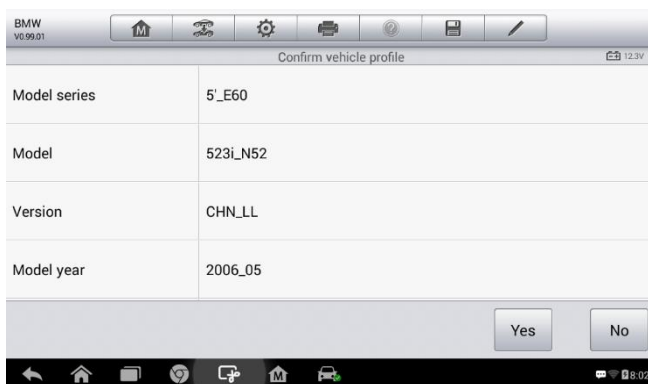 BMW
V0.99.01
Confirm vehicle profile
12.3V
Model series 5'_E60
Model 523i_N52
Version CHN_LL
Model year 2006_05
Yes No
8:02